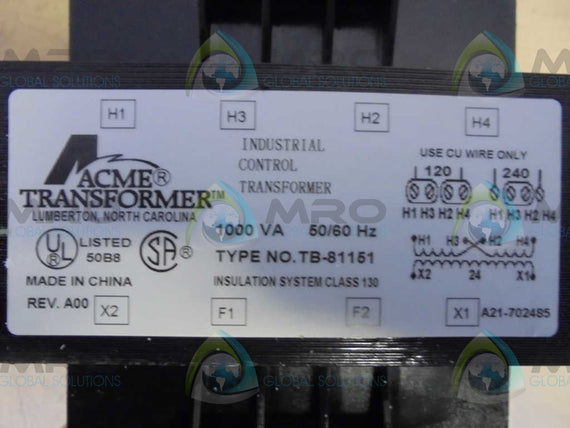 H1 H3 H2 H4
ACME® TRANSFORMER™
LUMBERTON, NORTH CAROLINA
INDUSTRIAL
CONTROL
TRANSFORMER
USE CU WIRE ONLY
120 240
H1 H3 H2 H4 H1 H3 H2 H4
H1 H3 H2 H4
X2 24 X1
1000 VA 50/60 Hz
UL LISTED
50B8
SA®
TYPE NO. TB-81151
MADE IN CHINA
INSULATION SYSTEM CLASS 130
REV. A00
X2 F1 F2 X1 A21-702485
MRO
GLOBAL SOLUTIONS